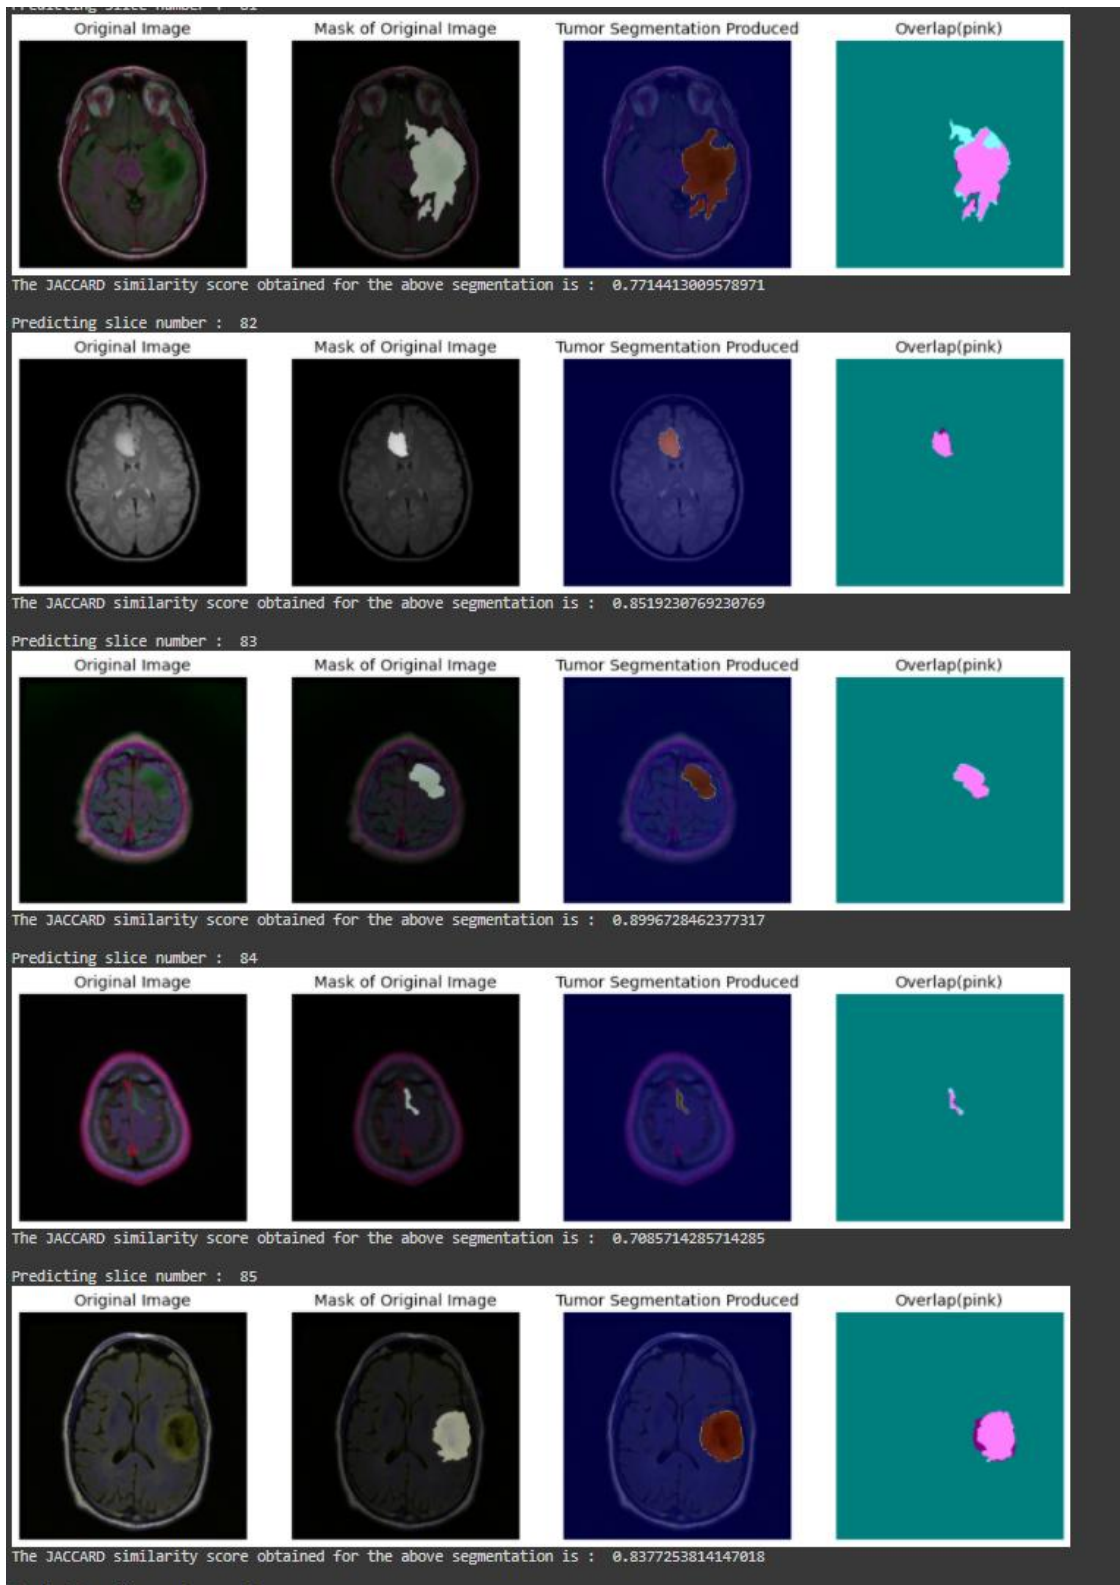 Predicting slice number :  81
Original Image Mask of Original Image Tumor Segmentation Produced Overlap(pink)
The JACCARD similarity score obtained for the above segmentation is :  0.7714413009578971
Predicting slice number :  82
Original Image Mask of Original Image Tumor Segmentation Produced Overlap(pink)
The JACCARD similarity score obtained for the above segmentation is :  0.8519230769230769
Predicting slice number :  83
Original Image Mask of Original Image Tumor Segmentation Produced Overlap(pink)
The JACCARD similarity score obtained for the above segmentation is :  0.8996728462377317
Predicting slice number :  84
Original Image Mask of Original Image Tumor Segmentation Produced Overlap(pink)
The JACCARD similarity score obtained for the above segmentation is :  0.7085714285714285
Predicting slice number :  85
Original Image Mask of Original Image Tumor Segmentation Produced Overlap(pink)
The JACCARD similarity score obtained for the above segmentation is :  0.8377253814147018